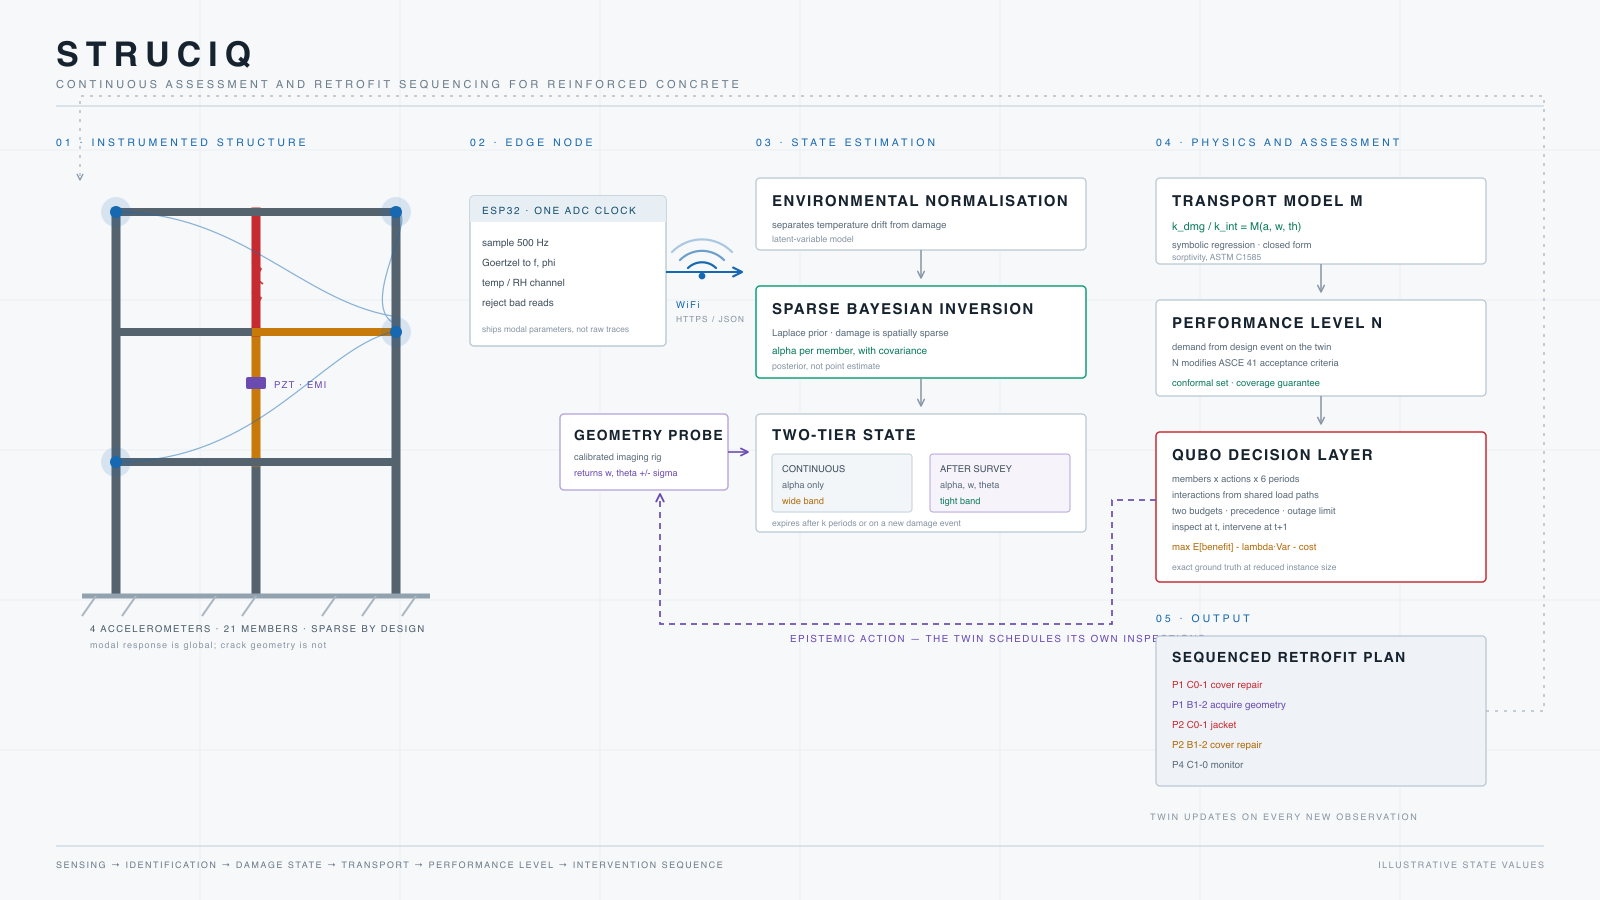 STRUCIQ
CONTINUOUS ASSESSMENT AND RETROFIT SEQUENCING FOR REINFORCED CONCRETE
01 · INSTRUMENTED STRUCTURE
PZT · EMI
4 ACCELEROMETERS · 21 MEMBERS · SPARSE BY DESIGN
modal response is global; crack geometry is not
02 · EDGE NODE
ESP32 · ONE ADC CLOCK
sample 500 Hz
Goertzel to f, phi
temp / RH channel
reject bad reads
ships modal parameters, not raw traces
WiFi
HTTPS / JSON
GEOMETRY PROBE
calibrated imaging rig
returns w, theta +/- sigma
03 · STATE ESTIMATION
ENVIRONMENTAL NORMALISATION
separates temperature drift from damage
latent-variable model
SPARSE BAYESIAN INVERSION
Laplace prior · damage is spatially sparse
alpha per member, with covariance
posterior, not point estimate
TWO-TIER STATE
CONTINUOUS
alpha only
wide band
AFTER SURVEY
alpha, w, theta
tight band
expires after k periods or on a new damage event
EPISTEMIC ACTION — THE TWIN SCHEDULES ITS OWN
04 · PHYSICS AND ASSESSMENT
TRANSPORT MODEL M
k_dmg / k_int = M(a, w, th)
symbolic regression · closed form
sorptivity, ASTM C1585
PERFORMANCE LEVEL N
demand from design event on the twin
N modifies ASCE 41 acceptance criteria
conformal set · coverage guarantee
QUBO DECISION LAYER
members x actions x 6 periods
interactions from shared load paths
two budgets · precedence · outage limit
inspect at t, intervene at t+1
max E[benefit] - lambda·Var - cost
exact ground truth at reduced instance size
05 · OUTPUT
SEQUENCED RETROFIT PLAN
P1 C0-1 cover repair
P1 B1-2 acquire geometry
P2 C0-1 jacket
P2 B1-2 cover repair
P4 C1-0 monitor
TWIN UPDATES ON EVERY NEW OBSERVATION
SENSING → IDENTIFICATION → DAMAGE STATE → TRANSPORT → PERFORMANCE LEVEL → INTERVENTION SEQUENCE
ILLUSTRATIVE STATE VALUES